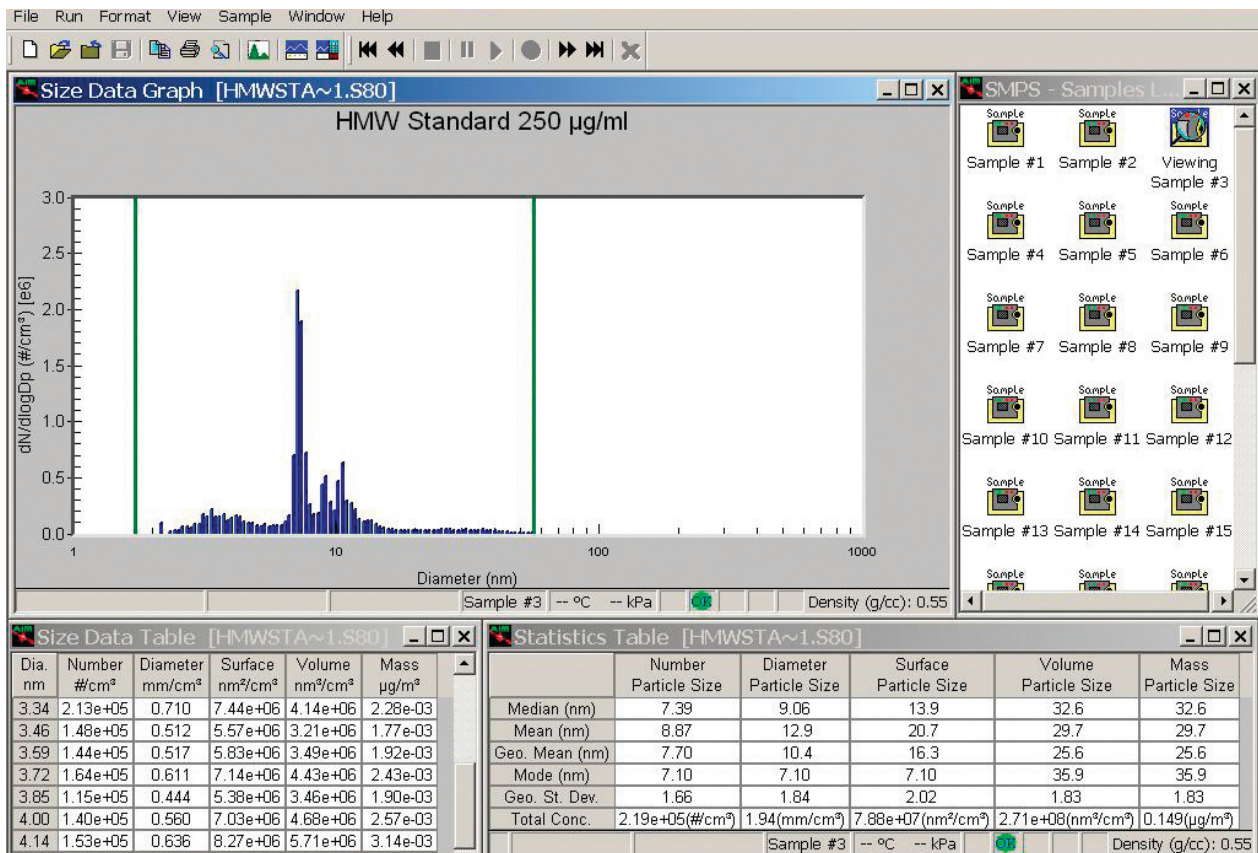 File Run Format View Sample Window Help
Size Data Graph [HMWSTA~1.S80]
HMW Standard 250 µg/ml
3.0
2.5
2.0
1.5
1.0
0.5
0.0
dN/dlogDp (#/cm³) [e6]
1 10 100 1000
Diameter (nm)
Sample #3 -- ºC -- kPa OK Density (g/cc): 0.55
SMPS - Samples L...
Sample Sample Sample
Sample #1 Sample #2 Viewing
Sample #3
Sample Sample Sample
Sample #4 Sample #5 Sample #6
Sample Sample Sample
Sample #7 Sample #8 Sample #9
Sample Sample Sample
Sample #10 Sample #11 Sample #12
Sample Sample Sample
Sample #13 Sample #14 Sample #15
Sample Sample Sample
Size Data Table [HMWSTA~1.S80]
Dia. Number Diameter Surface Volume Mass
nm #/cm³ mm/cm³ nm²/cm³ nm³/cm³ µg/m³
3.34 2.13e+05 0.710 7.44e+06 4.14e+06 2.28e-03
3.46 1.48e+05 0.512 5.57e+06 3.21e+06 1.77e-03
3.59 1.44e+05 0.517 5.83e+06 3.49e+06 1.92e-03
3.72 1.64e+05 0.611 7.14e+06 4.43e+06 2.43e-03
3.85 1.15e+05 0.444 5.38e+06 3.46e+06 1.90e-03
4.00 1.40e+05 0.560 7.03e+06 4.68e+06 2.57e-03
4.14 1.53e+05 0.636 8.27e+06 5.71e+06 3.14e-03
Statistics Table [HMWSTA~1.S80]
Number Diameter Surface Volume Mass
Particle Size Particle Size Particle Size Particle Size Particle Size
Median (nm) 7.39 9.06 13.9 32.6 32.6
Mean (nm) 8.87 12.9 20.7 29.7 29.7
Geo. Mean (nm) 7.70 10.4 16.3 25.6 25.6
Mode (nm) 7.10 7.10 7.10 35.9 35.9
Geo. St. Dev. 1.66 1.84 2.02 1.83 1.83
Total Conc. 2.19e+05(#/cm³) 1.94(mm/cm³) 7.88e+07(nm²/cm³) 2.71e+08(nm³/cm³) 0.149(µg/m³)
Sample #3 -- ºC -- kPa OK Density (g/cc): 0.55